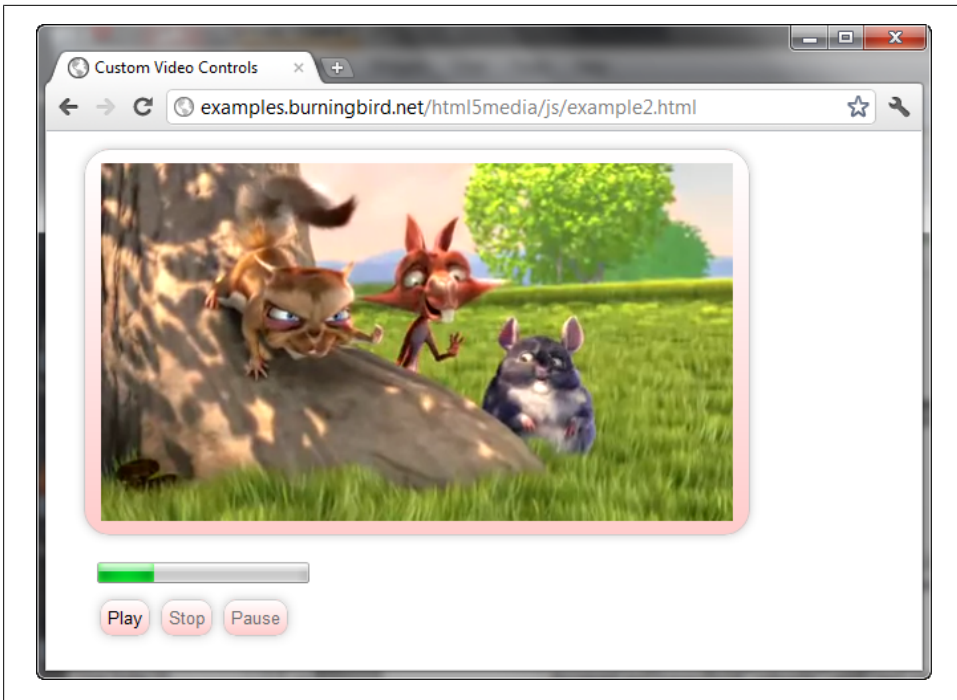 Custom Video Controls
examples.burningbird.net/html5media/js/example2.html
Play Stop Pause